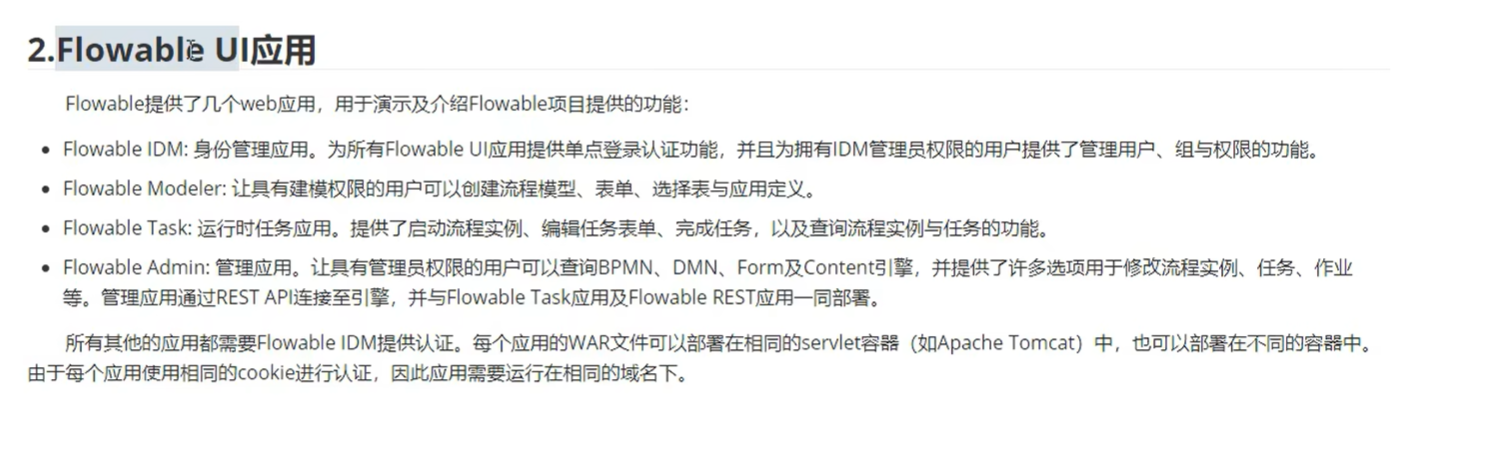 2.Flowable UI应用
Flowable提供了几个web应用，用于演示及介绍Flowable项目提供的功能：
Flowable IDM: 身份管理应用。为所有Flowable UI应用提供单点登录认证功能，并且为拥有IDM管理员权限的用户提供了管理用户、组与权限的功能。
Flowable Modeler: 让具有建模权限的用户可以创建流程模型、表单、选择表与应用定义。
Flowable Task: 运行时任务应用。提供了启动流程实例、编辑任务表单、完成任务，以及查询流程实例与任务的功能。
Flowable Admin: 管理应用。让具有管理员权限的用户可以查询BPMN、DMN、Form及Content引擎，并提供了许多选项用于修改流程实例、任务、作业
等。管理应用通过REST API连接至引擎，并与Flowable Task应用及Flowable REST应用一同部署。
所有其他的应用都需要Flowable IDM提供认证。每个应用的WAR文件可以部署在相同的servlet容器（如Apache Tomcat）中，也可以部署在不同的容器中。
由于每个应用使用相同的cookie进行认证，因此应用需要运行在相同的域名下。